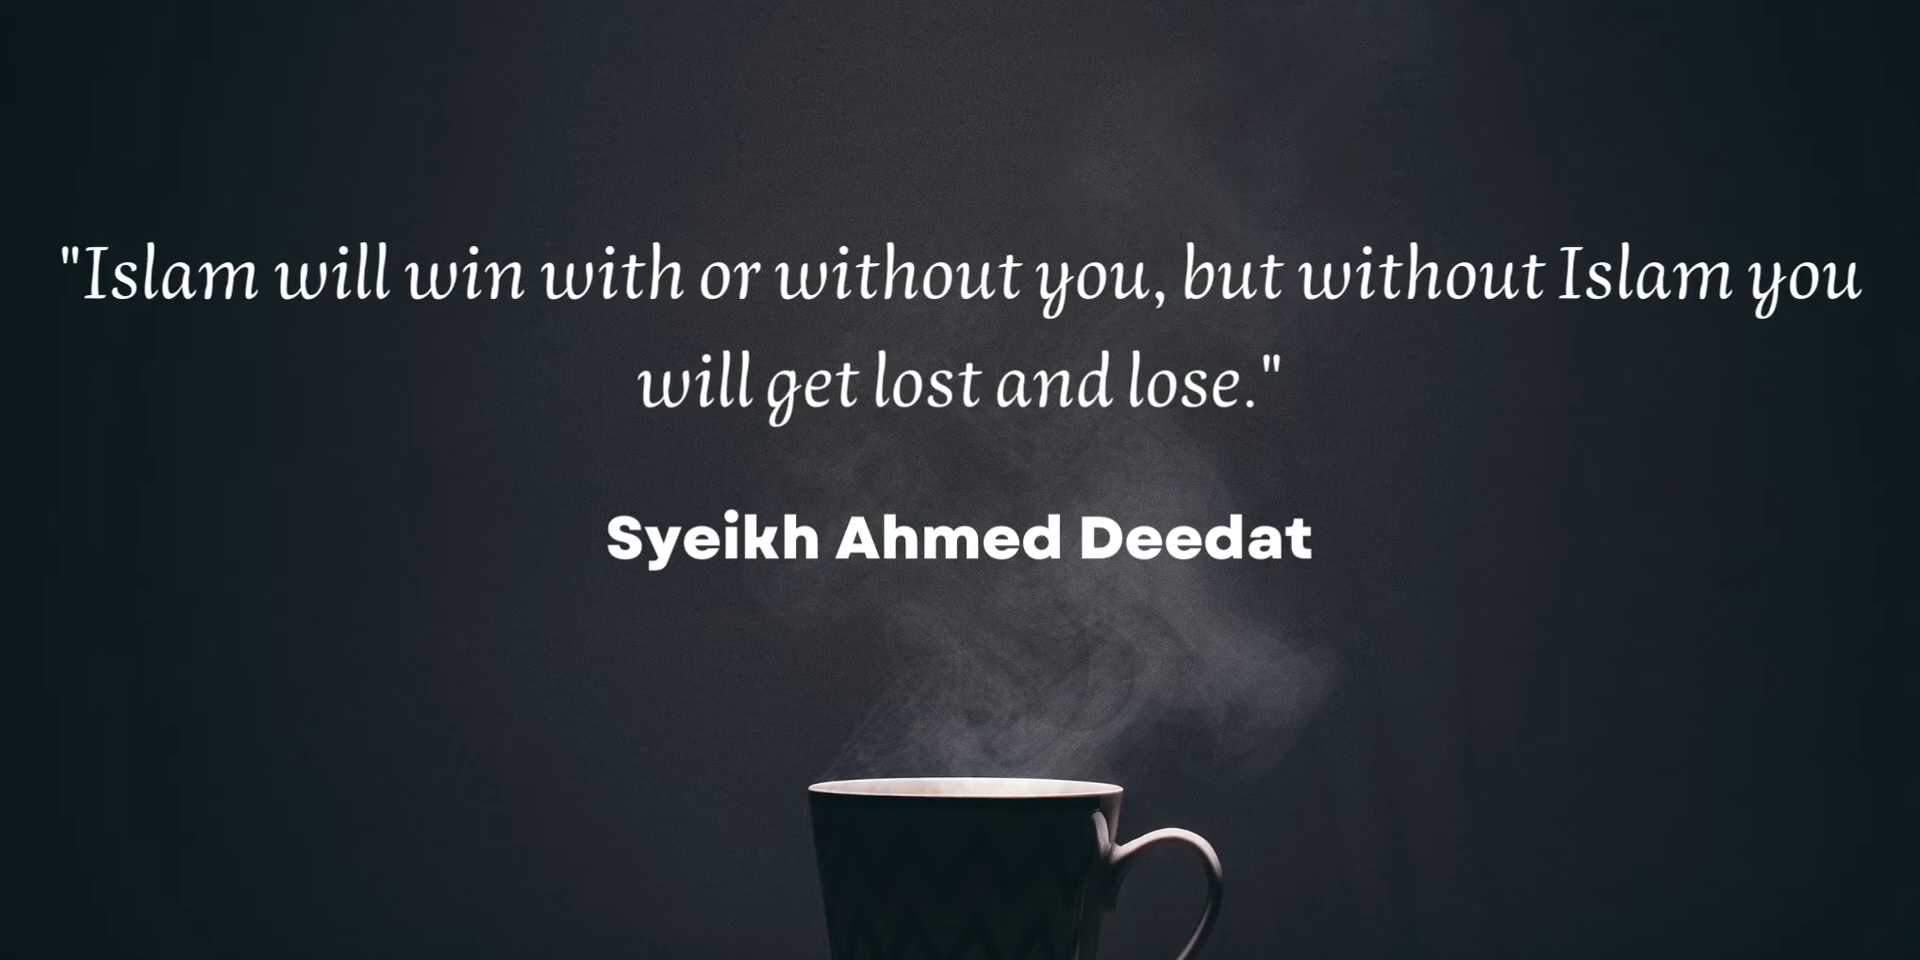 "Islam will win with or without you, but without Islam you
will get lost and lose."
Syeikh Ahmed Deedat